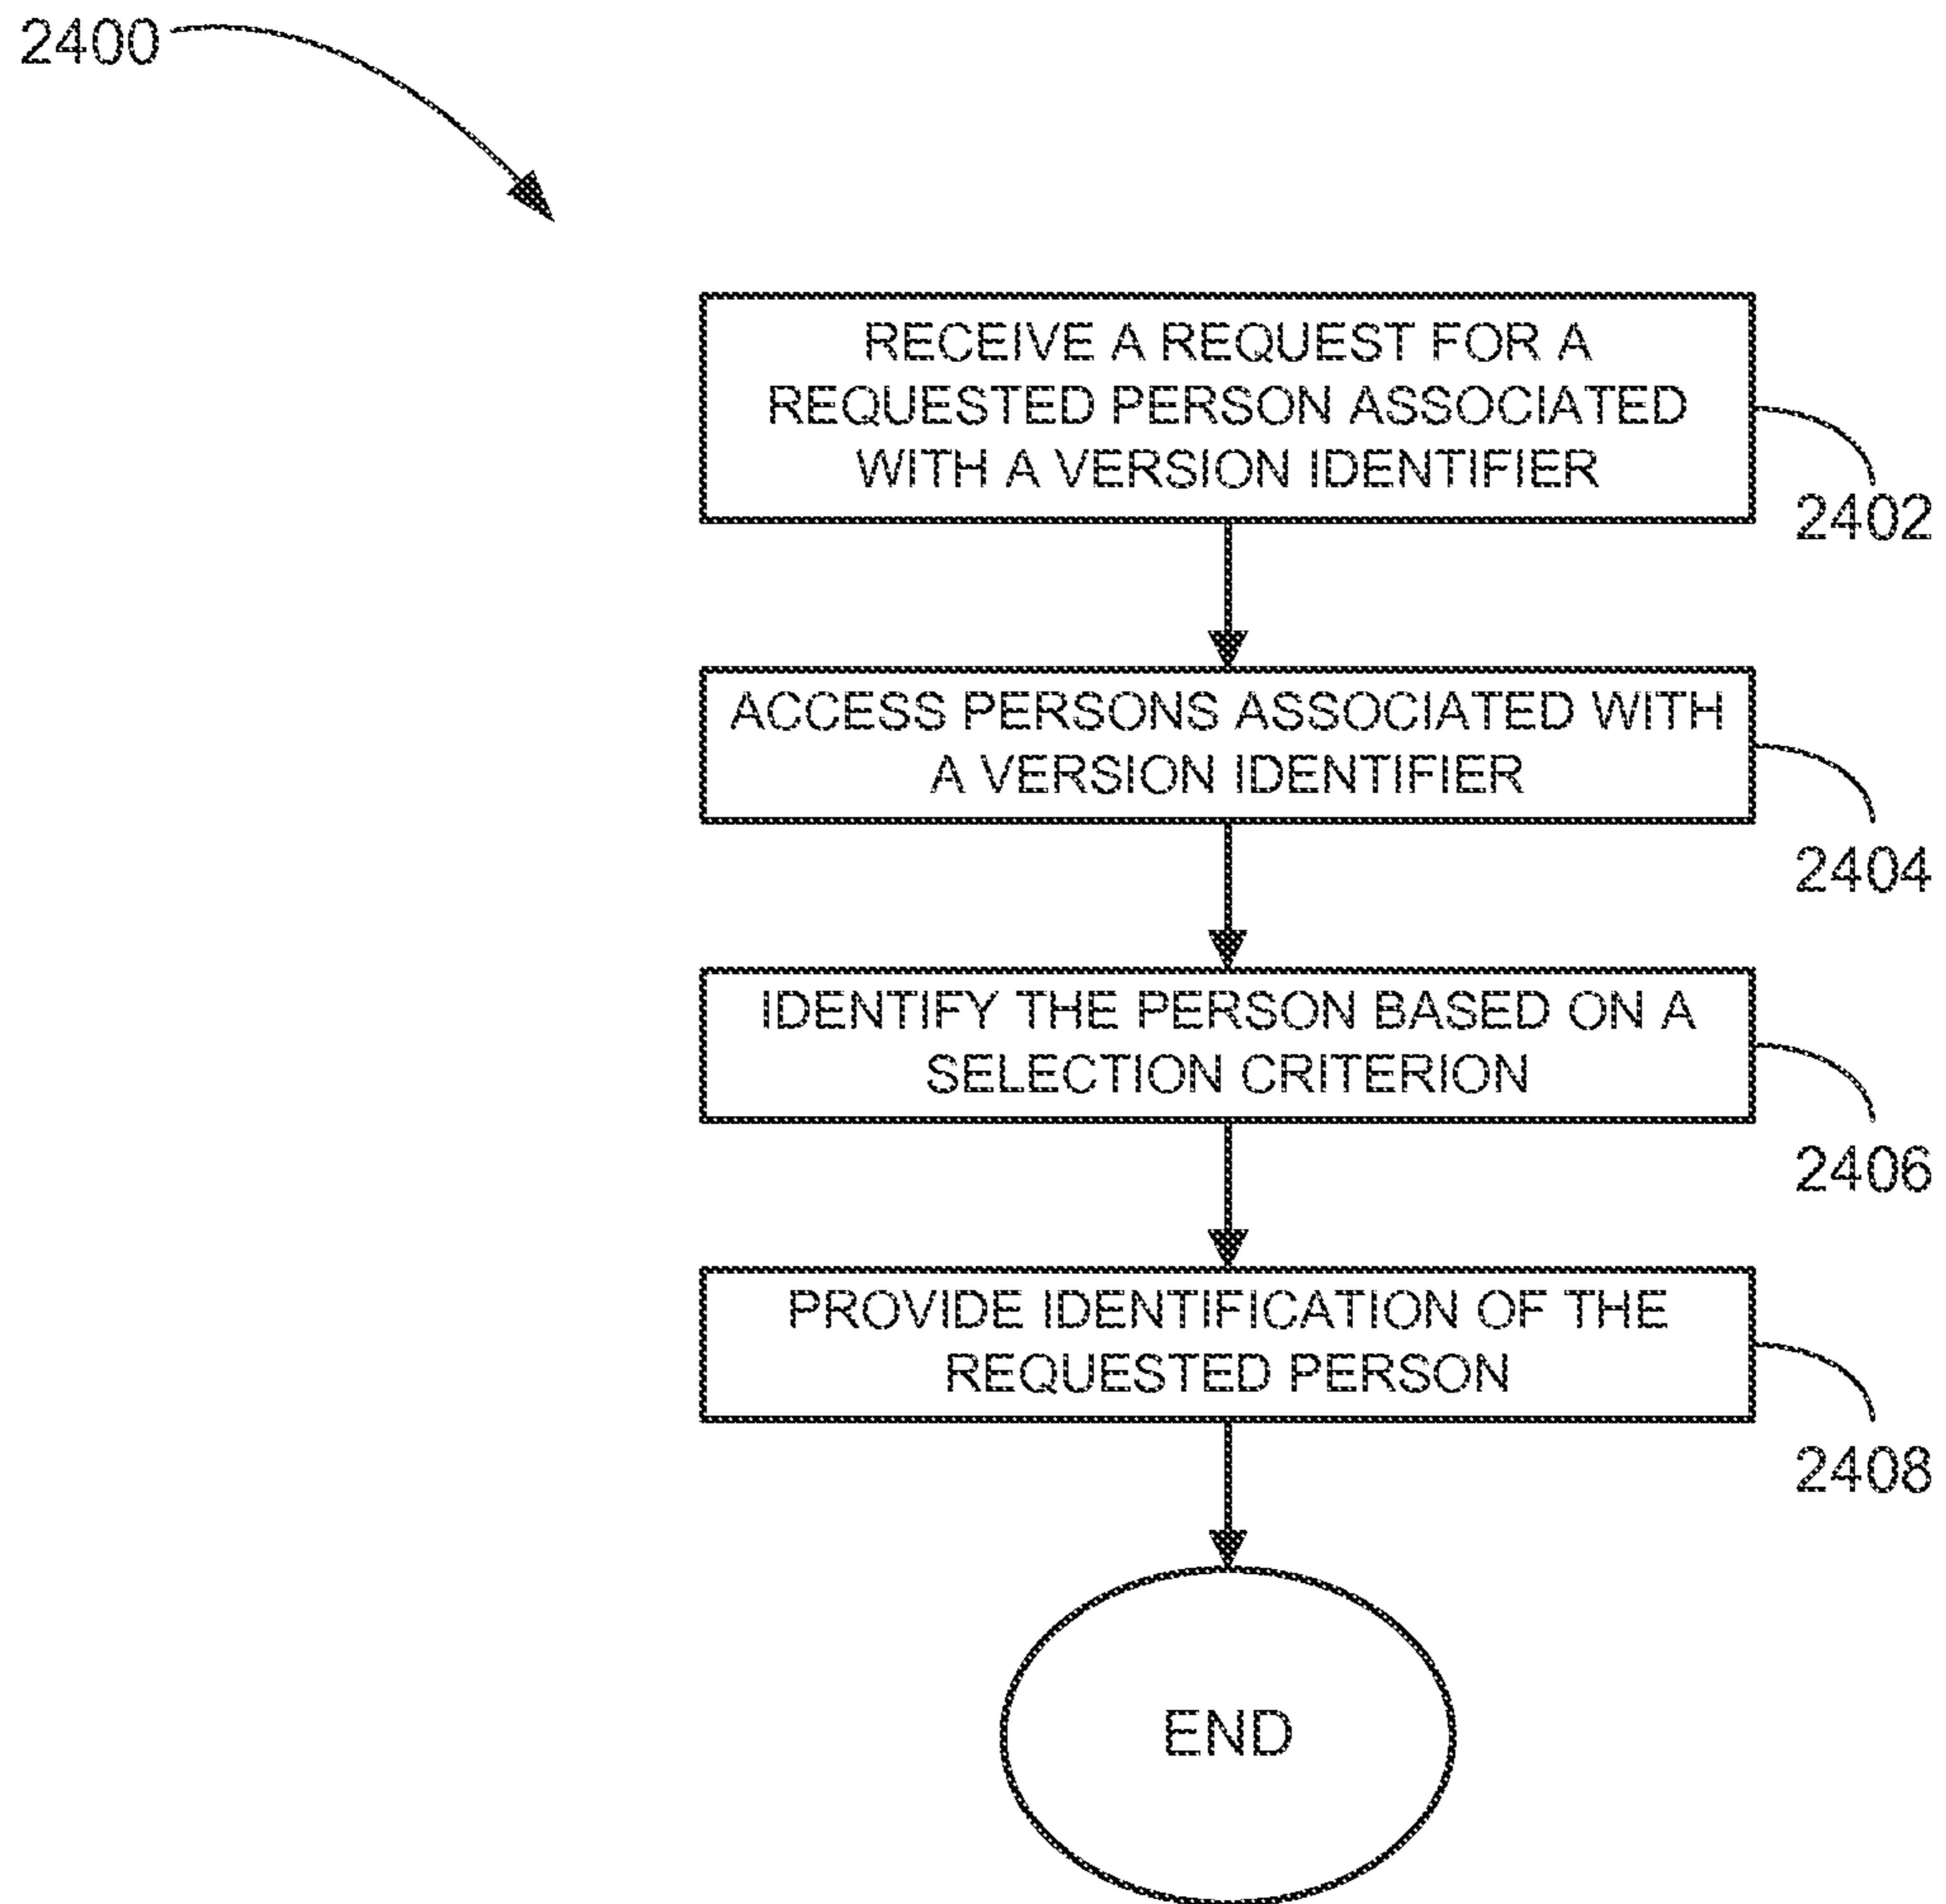 2400
RECEIVE A REQUEST FOR A
REQUESTED PERSON ASSOCIATED
WITH A VERSION IDENTIFIER
2402
ACCESS PERSONS ASSOCIATED WITH
A VERSION IDENTIFIER
2404
IDENTIFY THE PERSON BASED ON A
SELECTION CRITERION
2406
PROVIDE IDENTIFICATION OF THE
REQUESTED PERSON
2408
END